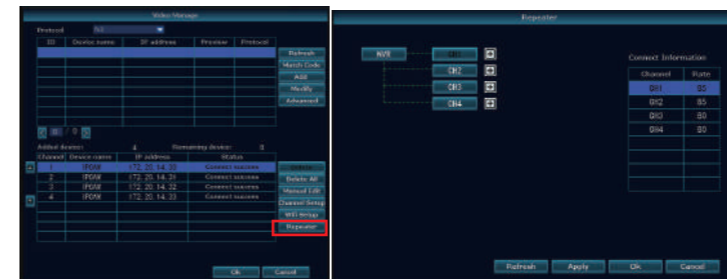 Video Manage
Protocol All
ID Device name IP address Preview Protocol
Refresh
Match Code
Add
Modify
Advanced
/ 0
Added device: 4 Remaining device: 0
Channel Device name IP address Status
1 IPCAM 172. 20. 14. 30 Connect success
2 IPCAM 172. 20. 14. 31 Connect success
Delete All
3 IPCAM 172. 20. 14. 32 Connect success
Manual Edit
4 IPCAM 172. 20. 14. 33 Connect success
Channel Setup
Wifi Setup
Repeater
Ok Cancel
Repeater
NVR CH1
CH2
CH3
CH4
Connect Information
Channel Rate
CH1 85
CH2 85
CH3 80
CH4 80
Refresh Apply Ok Cancel